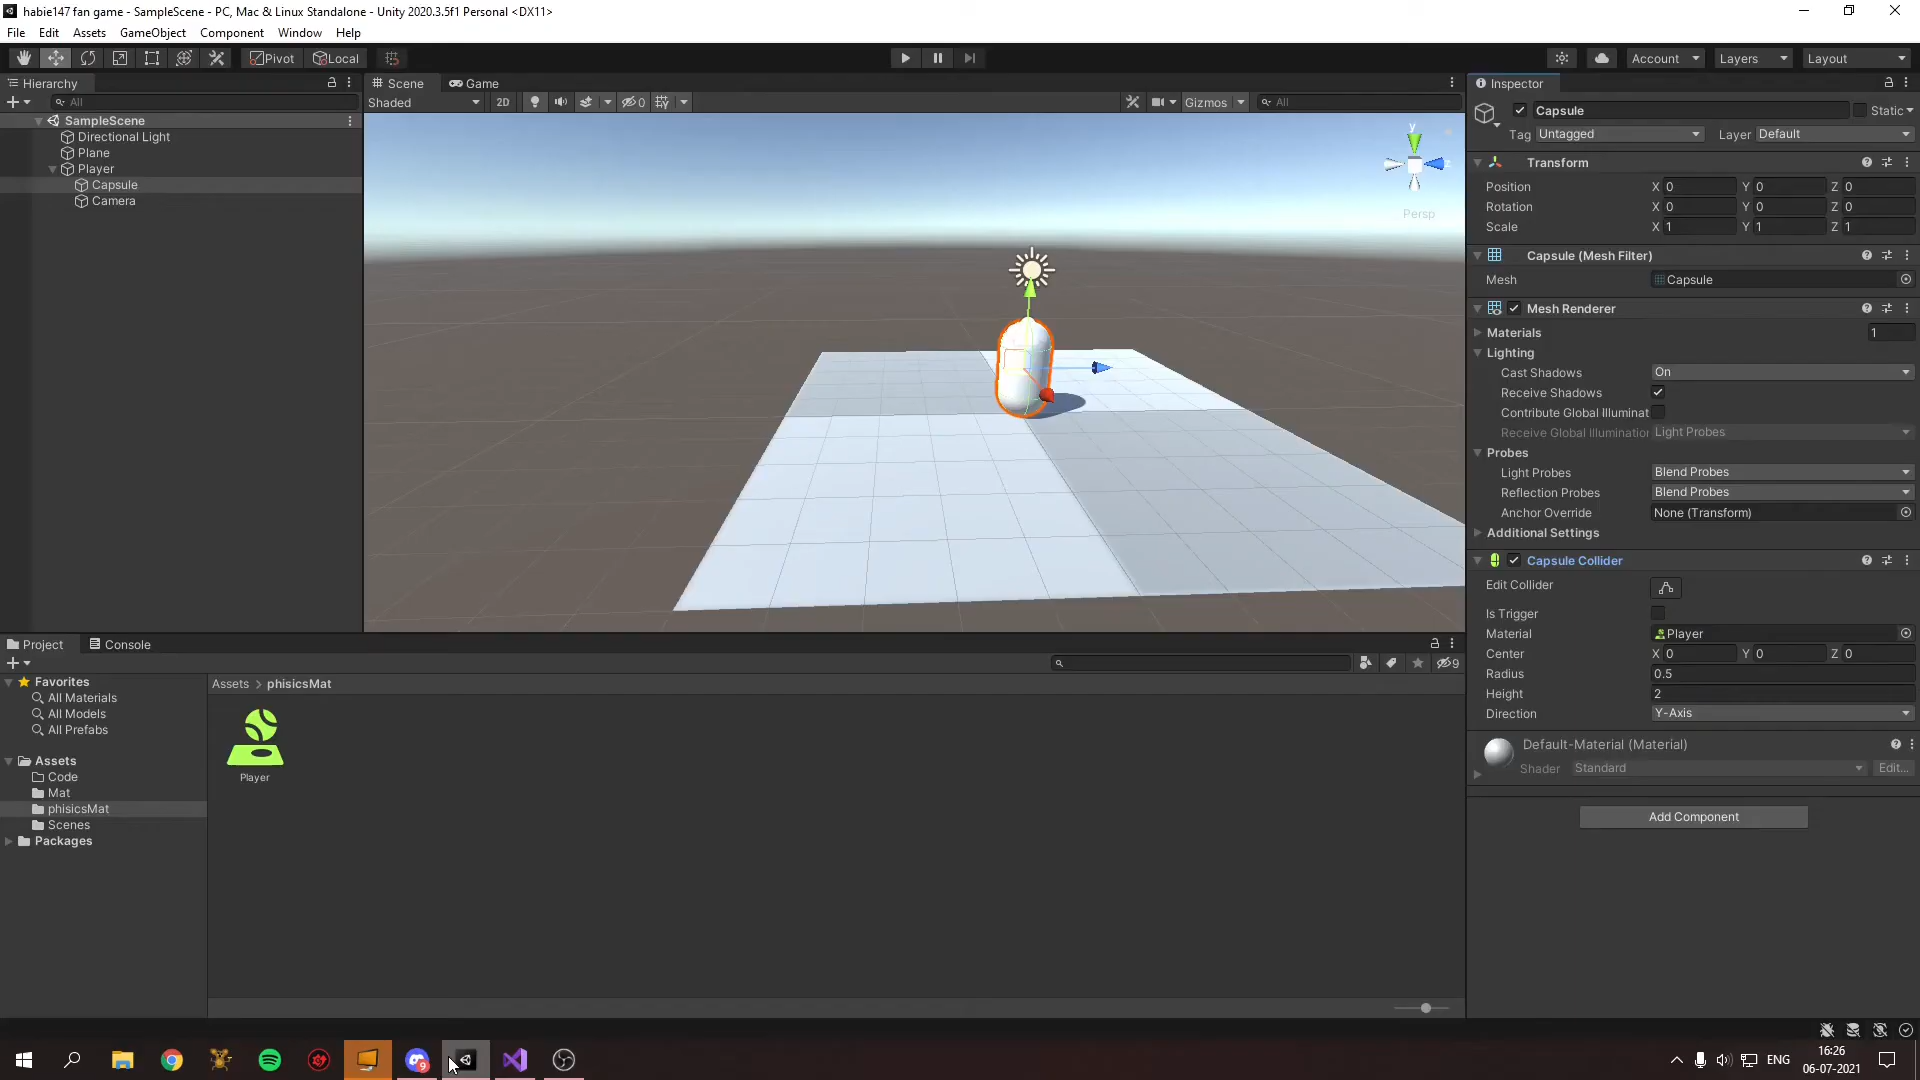 habie147 fan game - SampleScene - PC, Mac & Linux Standalone - Unity 2020.3.5f1 Personal <DX11>
File Edit Assets GameObject Component Window Help
Pivot Local Account Layers Layout
Hierarchy Scene Game Inspector
All Shaded 2D 0 Gizmos All
SampleScene
Directional Light
Plane
Player
Capsule
Camera
y
z
Persp
Capsule Static
Tag Untagged Layer Default
Transform
Position X 0 Y 0 Z 0
Rotation X 0 Y 0 Z 0
Scale X 1 Y 1 Z 1
Capsule (Mesh Filter)
Mesh Capsule
Mesh Renderer
Materials 1
Lighting
Cast Shadows On
Receive Shadows
Contribute Global Illuminat
Receive Global Illumination Light Probes
Probes
Light Probes Blend Probes
Reflection Probes Blend Probes
Anchor Override None (Transform)
Additional Settings
Capsule Collider
Edit Collider
Is Trigger
Material Player
Center X 0 Y 0 Z 0
Radius 0.5
Height 2
Direction Y-Axis
Default-Material (Material)
Shader Standard Edit...
Add Component
Project Console
9
Favorites
All Materials
All Models
All Prefabs
Assets
Code
Mat
phisicsMat
Scenes
Packages
Assets > phisicsMat
Player
9
ENG
16:26
06-07-2021